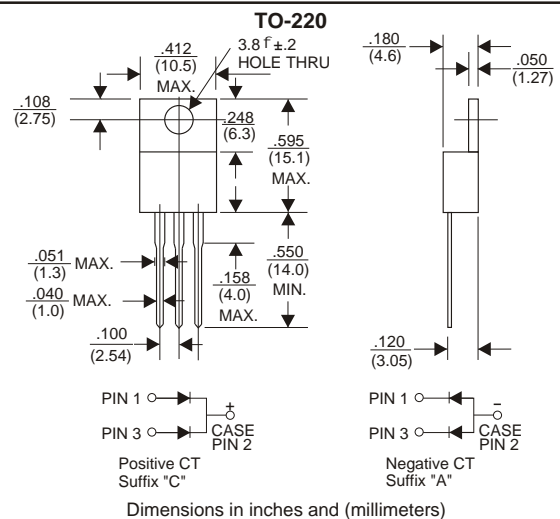 TO-220
.412
(10.5)
MAX.
3.8 f ±.2
HOLE THRU
.180
(4.6)
.050
(1.27)
.108
(2.75)
.248
(6.3)
.595
(15.1)
MAX.
.051
(1.3)
MAX.
.040
(1.0)
MAX.
.158
(4.0)
MAX.
.550
(14.0)
MIN.
.100
(2.54)
.120
(3.05)
PIN 1
+
PIN 3
CASE
PIN 2
Positive CT
Suffix "C"
PIN 1
−
PIN 3
CASE
PIN 2
Negative CT
Suffix "A"
Dimensions in inches and (millimeters)